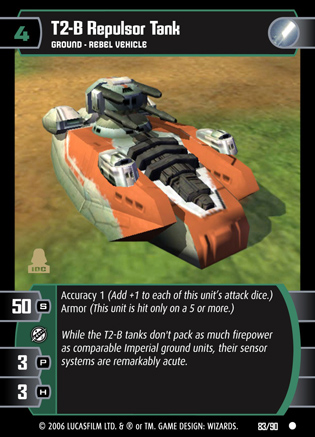 4
T2-B Repulsor Tank
GROUND • REBEL VEHICLE
IDC
50 S
Accuracy 1 (Add +1 to each of this unit's attack dice.)
Armor (This unit is hit only on a 5 or more.)
While the T2-B tanks don't pack as much firepower
as comparable Imperial ground units, their sensor
systems are remarkably acute.
3 P
3 H
© 2006 LUCASFILM LTD. & ® or TM. GAME DESIGN: WIZARDS.
83/90